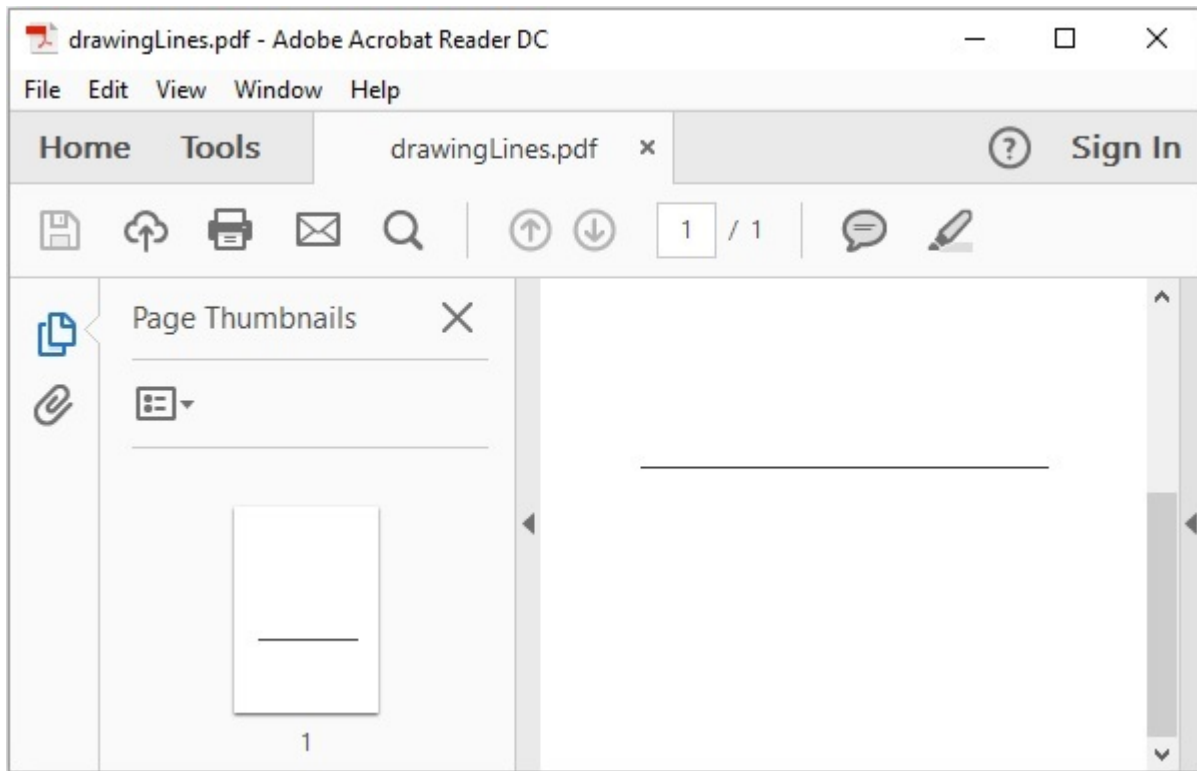 drawingLines.pdf - Adobe Acrobat Reader DC
File Edit View Window Help
Home Tools drawingLines.pdf × ? Sign In
1 / 1
Page Thumbnails
1